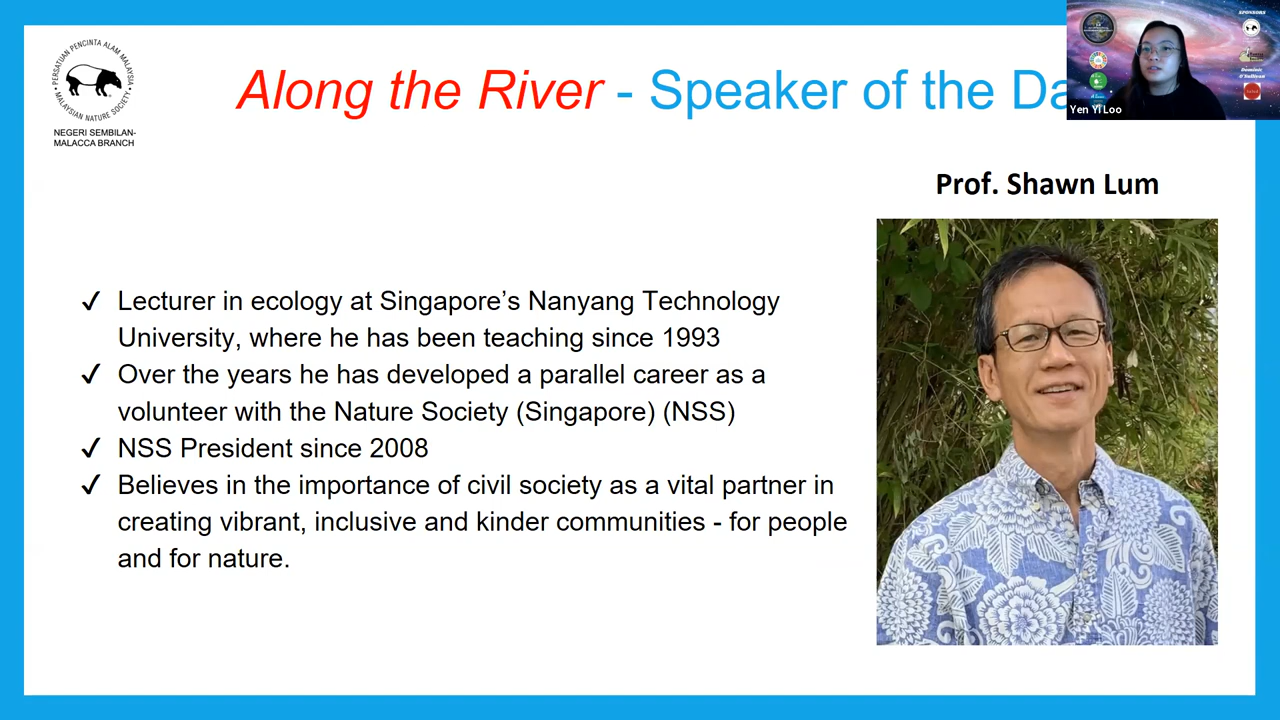 PERSATUAN PENCINTA ALAM MALAYSIA
MALAYSIAN NATURE SOCIETY
NEGERI SEMBILAN-
MALACCA BRANCH
Along the River - Speaker of the Da
SPONSORS
Dominic
O'Sullivan
Yen Yi Loo
Prof. Shawn Lum
✓ Lecturer in ecology at Singapore's Nanyang Technology
University, where he has been teaching since 1993
✓ Over the years he has developed a parallel career as a
volunteer with the Nature Society (Singapore) (NSS)
✓ NSS President since 2008
✓ Believes in the importance of civil society as a vital partner in
creating vibrant, inclusive and kinder communities - for people
and for nature.